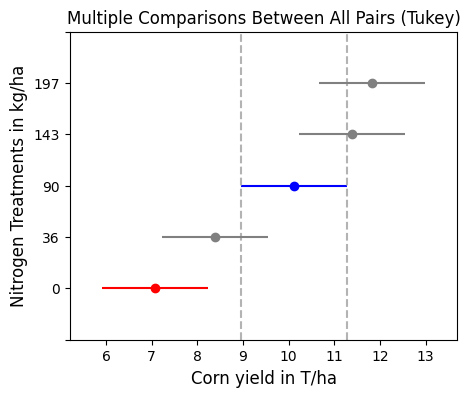 Multiple Comparisons Between All Pairs (Tukey)
Nitrogen Treatments in kg/ha
197
143
90
36
0
6 7 8 9 10 11 12 13
Corn yield in T/ha